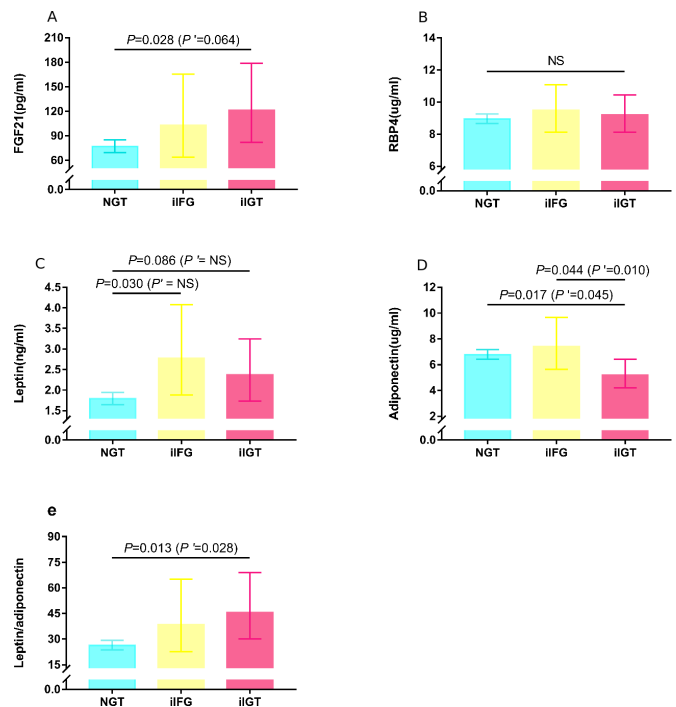 A
P=0.028 (P '=0.064)
FGF21(pg/ml)
210
180
150
120
90
60
0.0
NGT iIFG iIGT
B
NS
RBP4(ug/ml)
14
12
10
8
6
0.0
NGT iIFG iIGT
C
P=0.086 (P '= NS)
P=0.030 (P' = NS)
Leptin(ng/ml)
4.5
4.0
3.5
3.0
2.5
2.0
1.5
0.0
NGT iIFG iIGT
D
P=0.044 (P '=0.010)
P=0.017 (P '=0.045)
Adiponectin(ug/ml)
12
10
8
6
4
2
0.0
NGT iIFG iIGT
e
P=0.013 (P '=0.028)
Leptin/adiponectin
90
75
60
45
30
15
0.0
NGT iIFG iIGT